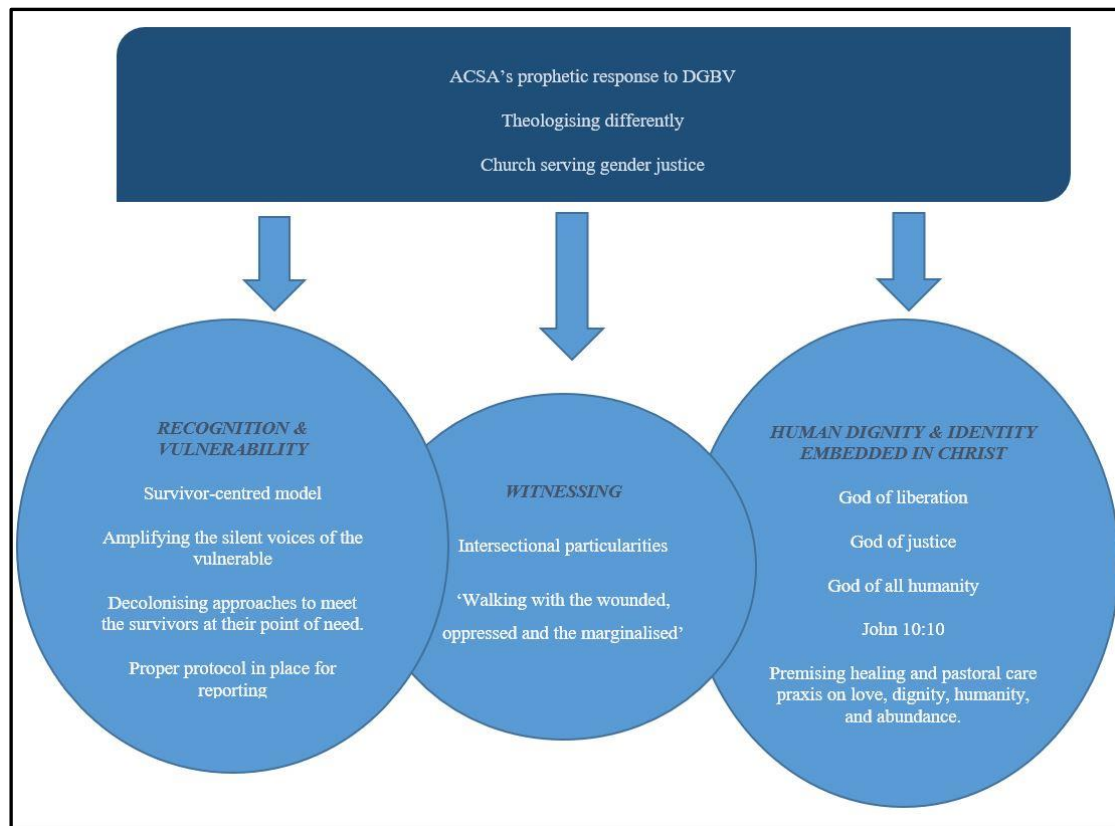 ACSA’s prophetic response to DGBV
Theologising differently
Church serving gender justice
RECOGNITION &
VULNERABILITY
Survivor-centred model
Amplifying the silent voices of the
vulnerable
Decolonising approaches to meet
the survivors at their point of need.
Proper protocol in place for
reporting
WITNESSING
Intersectional particularities
‘Walking with the wounded,
oppressed and the marginalised’
HUMAN DIGNITY & IDENTITY
EMBEDDED IN CHRIST
God of liberation
God of justice
God of all humanity
John 10:10
Premising healing and pastoral care
praxis on love, dignity, humanity,
and abundance.